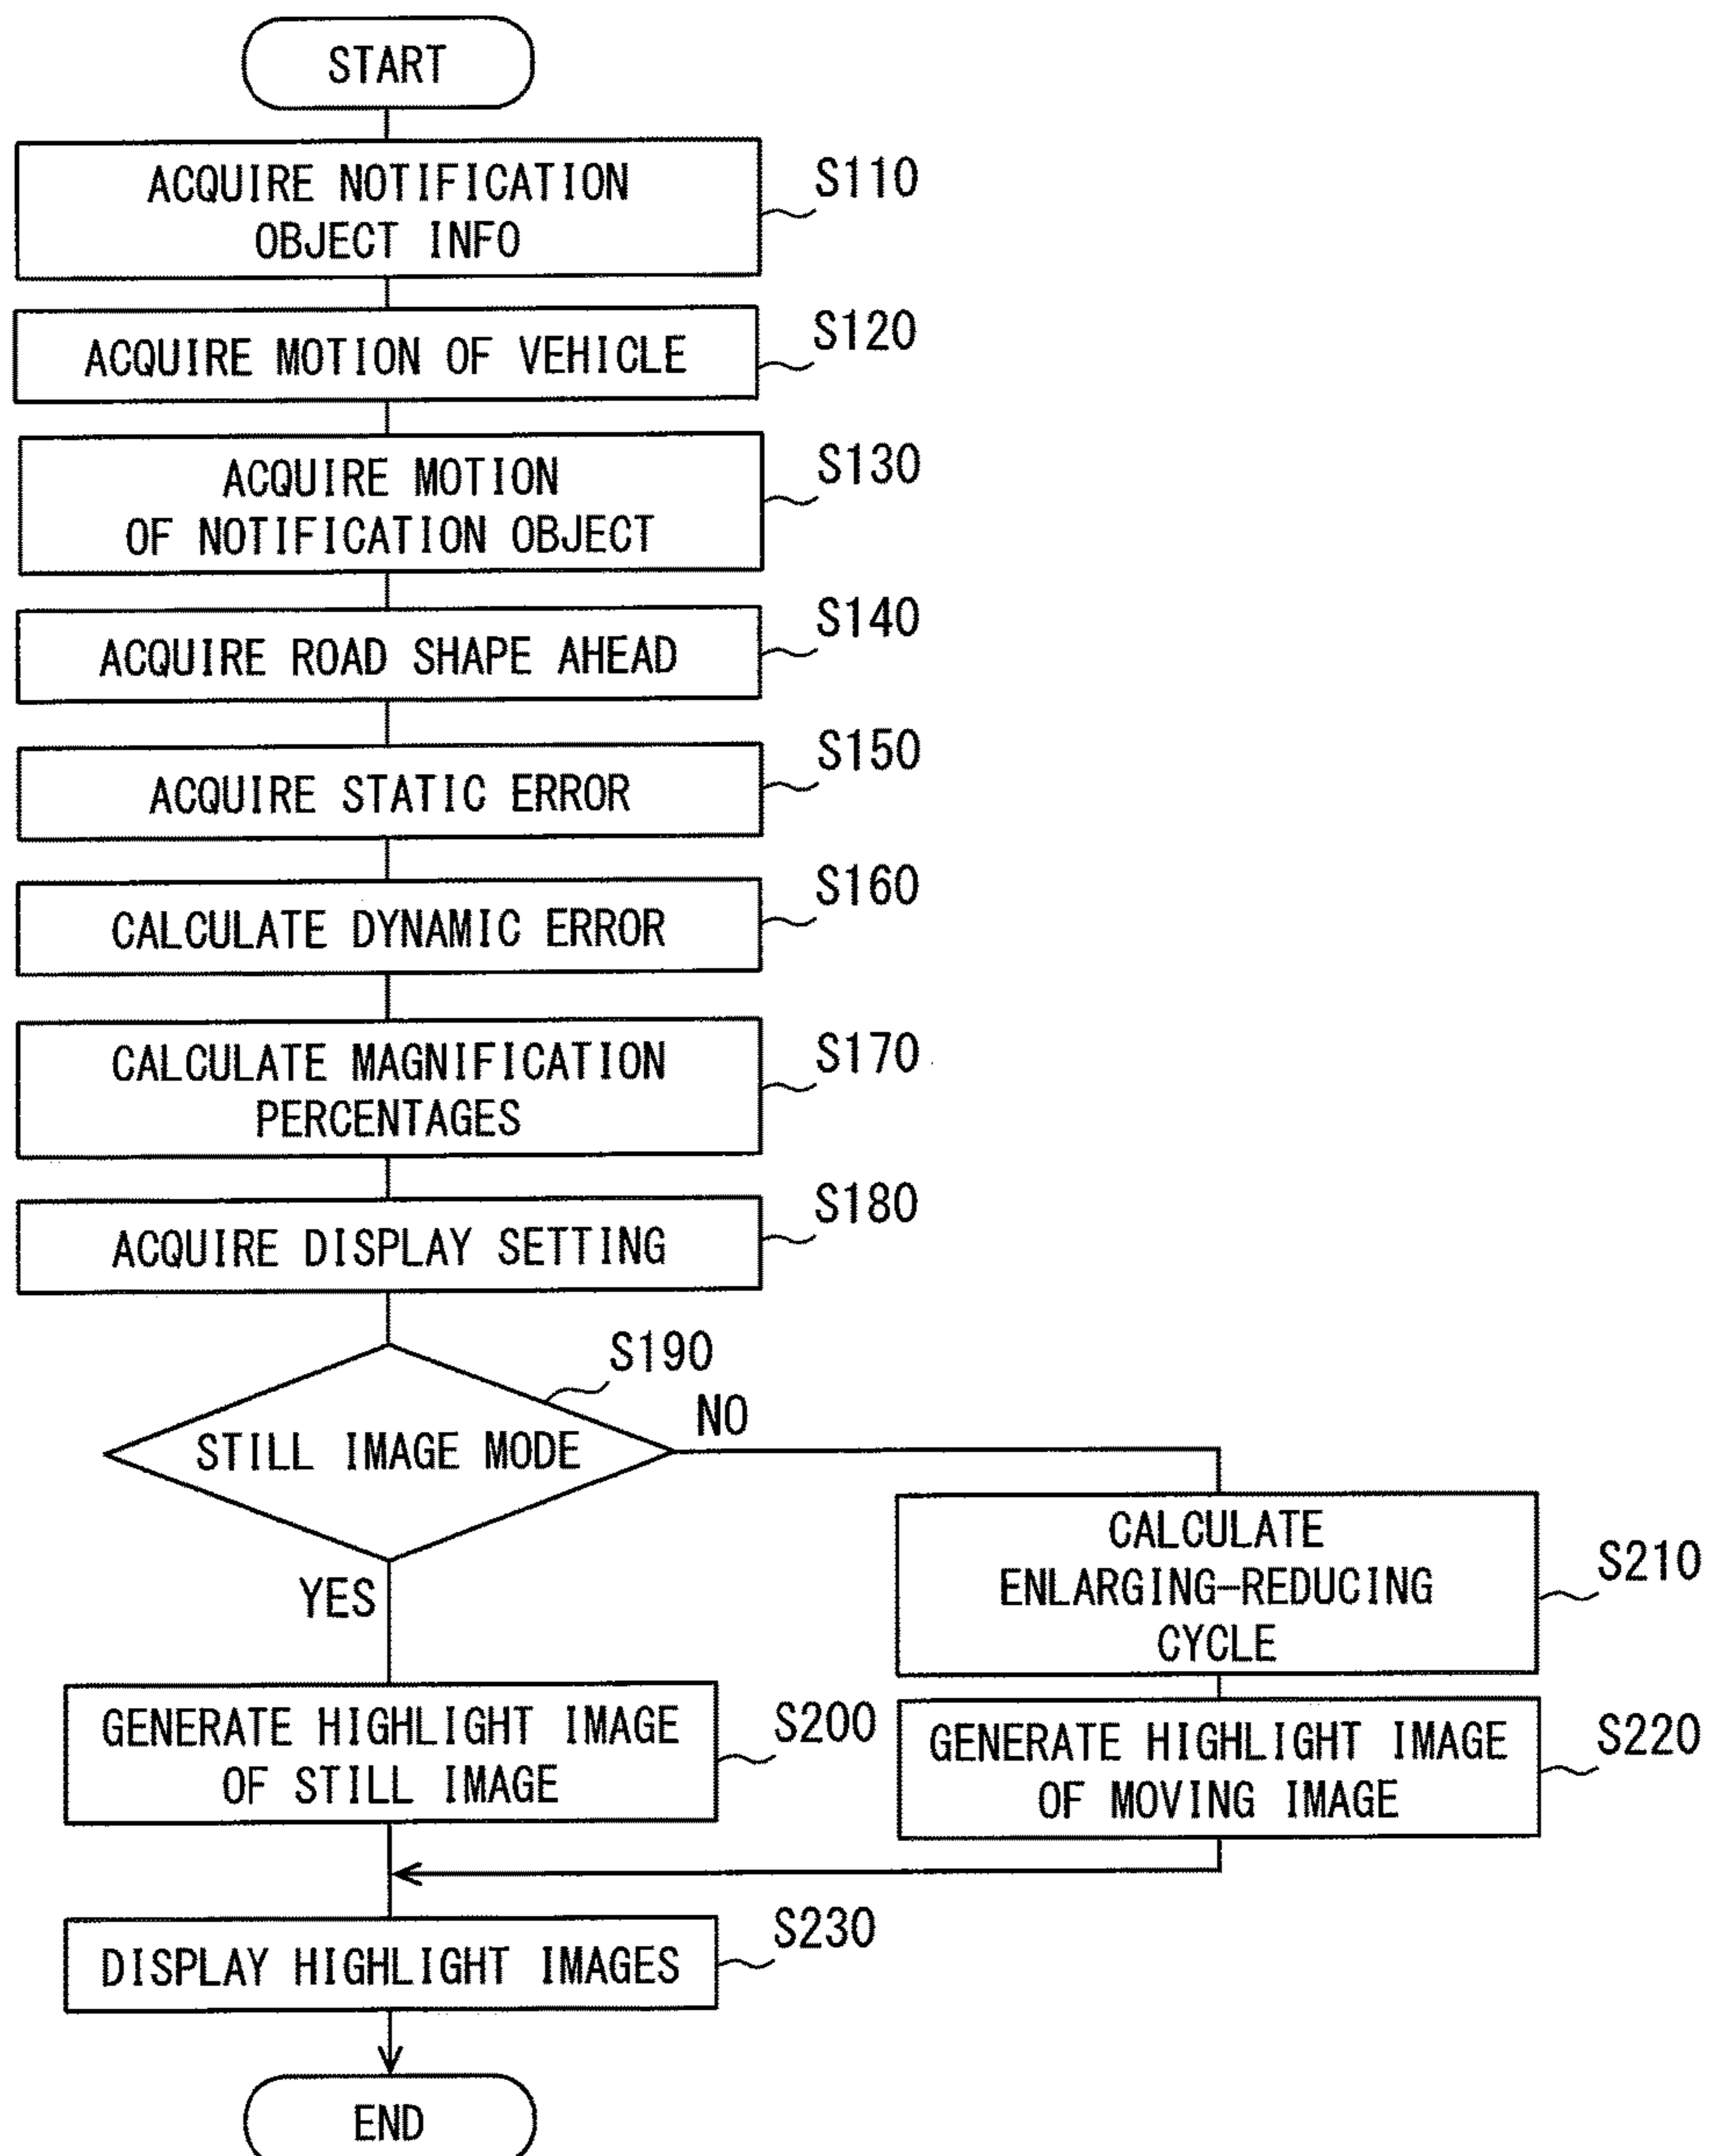 START
ACQUIRE NOTIFICATION
OBJECT INFO
S110
ACQUIRE MOTION OF VEHICLE
S120
ACQUIRE MOTION
OF NOTIFICATION OBJECT
S130
ACQUIRE ROAD SHAPE AHEAD
S140
ACQUIRE STATIC ERROR
S150
CALCULATE DYNAMIC ERROR
S160
CALCULATE MAGNIFICATION
PERCENTAGES
S170
ACQUIRE DISPLAY SETTING
S180
STILL IMAGE MODE
S190
NO
YES
CALCULATE
ENLARGING-REDUCING
CYCLE
S210
GENERATE HIGHLIGHT IMAGE
OF STILL IMAGE
S200
GENERATE HIGHLIGHT IMAGE
OF MOVING IMAGE
S220
DISPLAY HIGHLIGHT IMAGES
S230
END